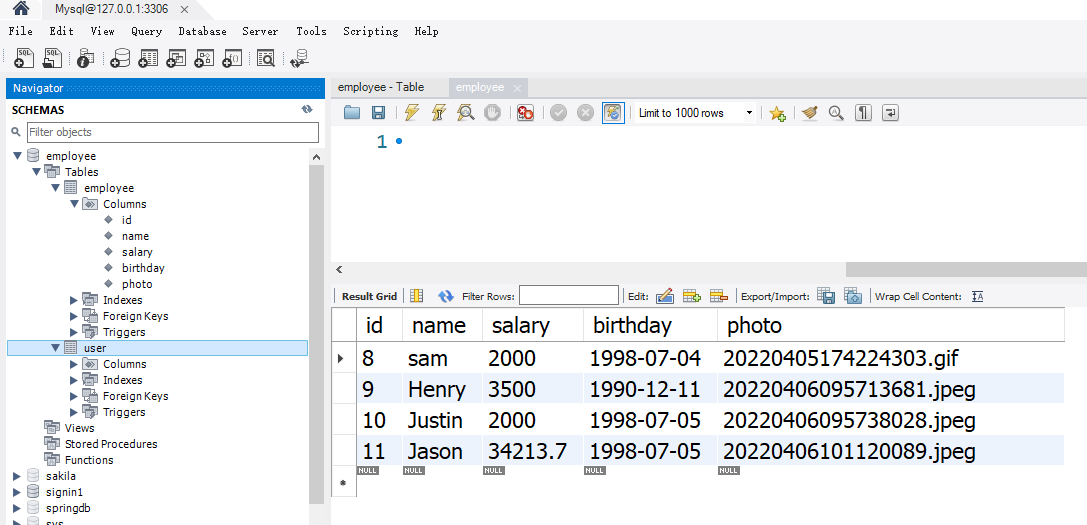 Mysql@127.0.0.1:3306
File Edit View Query Database Server Tools Scripting Help
Navigator
SCHEMAS
Filter objects
employee
Tables
employee
Columns
id
name
salary
birthday
photo
Indexes
Foreign Keys
Triggers
user
Columns
Indexes
Foreign Keys
Triggers
Views
Stored Procedures
Functions
sakila
signin1
springdb
sys
employee - Table employee
Limit to 1000 rows
1
Result Grid Filter Rows: Edit: Export/Import: Wrap Cell Content:
id name salary birthday photo
8 sam 2000 1998-07-04 20220405174224303.gif
9 Henry 3500 1990-12-11 20220406095713681.jpeg
10 Justin 2000 1998-07-05 20220406095738028.jpeg
11 Jason 34213.7 1998-07-05 20220406101120089.jpeg
NULL NULL NULL NULL NULL